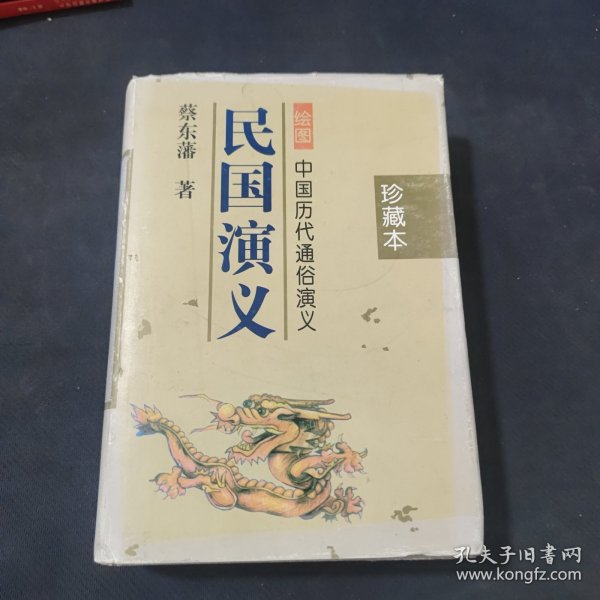 珍藏本
绘图
中国历代通俗演义
民国演义
蔡东藩 著
孔夫子旧书网
www.kongfz.com